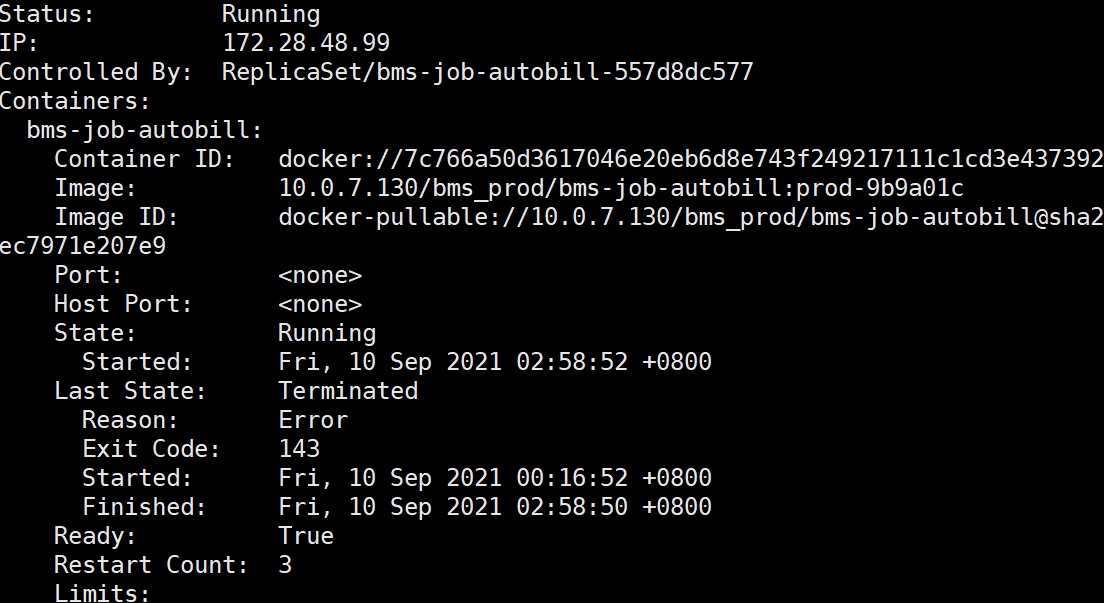 Status:         Running
IP:             172.28.48.99
Controlled By:  ReplicaSet/bms-job-autobill-557d8dc577
Containers:
  bms-job-autobill:
    Container ID:   docker://7c766a50d3617046e20eb6d8e743f249217111c1cd3e437392
    Image:          10.0.7.130/bms_prod/bms-job-autobill:prod-9b9a01c
    Image ID:       docker-pullable://10.0.7.130/bms_prod/bms-job-autobill@sha2
ec7971e207e9
    Port:           <none>
    Host Port:      <none>
    State:          Running
      Started:      Fri, 10 Sep 2021 02:58:52 +0800
    Last State:     Terminated
      Reason:       Error
      Exit Code:    143
      Started:      Fri, 10 Sep 2021 00:16:52 +0800
      Finished:     Fri, 10 Sep 2021 02:58:50 +0800
    Ready:          True
    Restart Count:  3
    Limits: